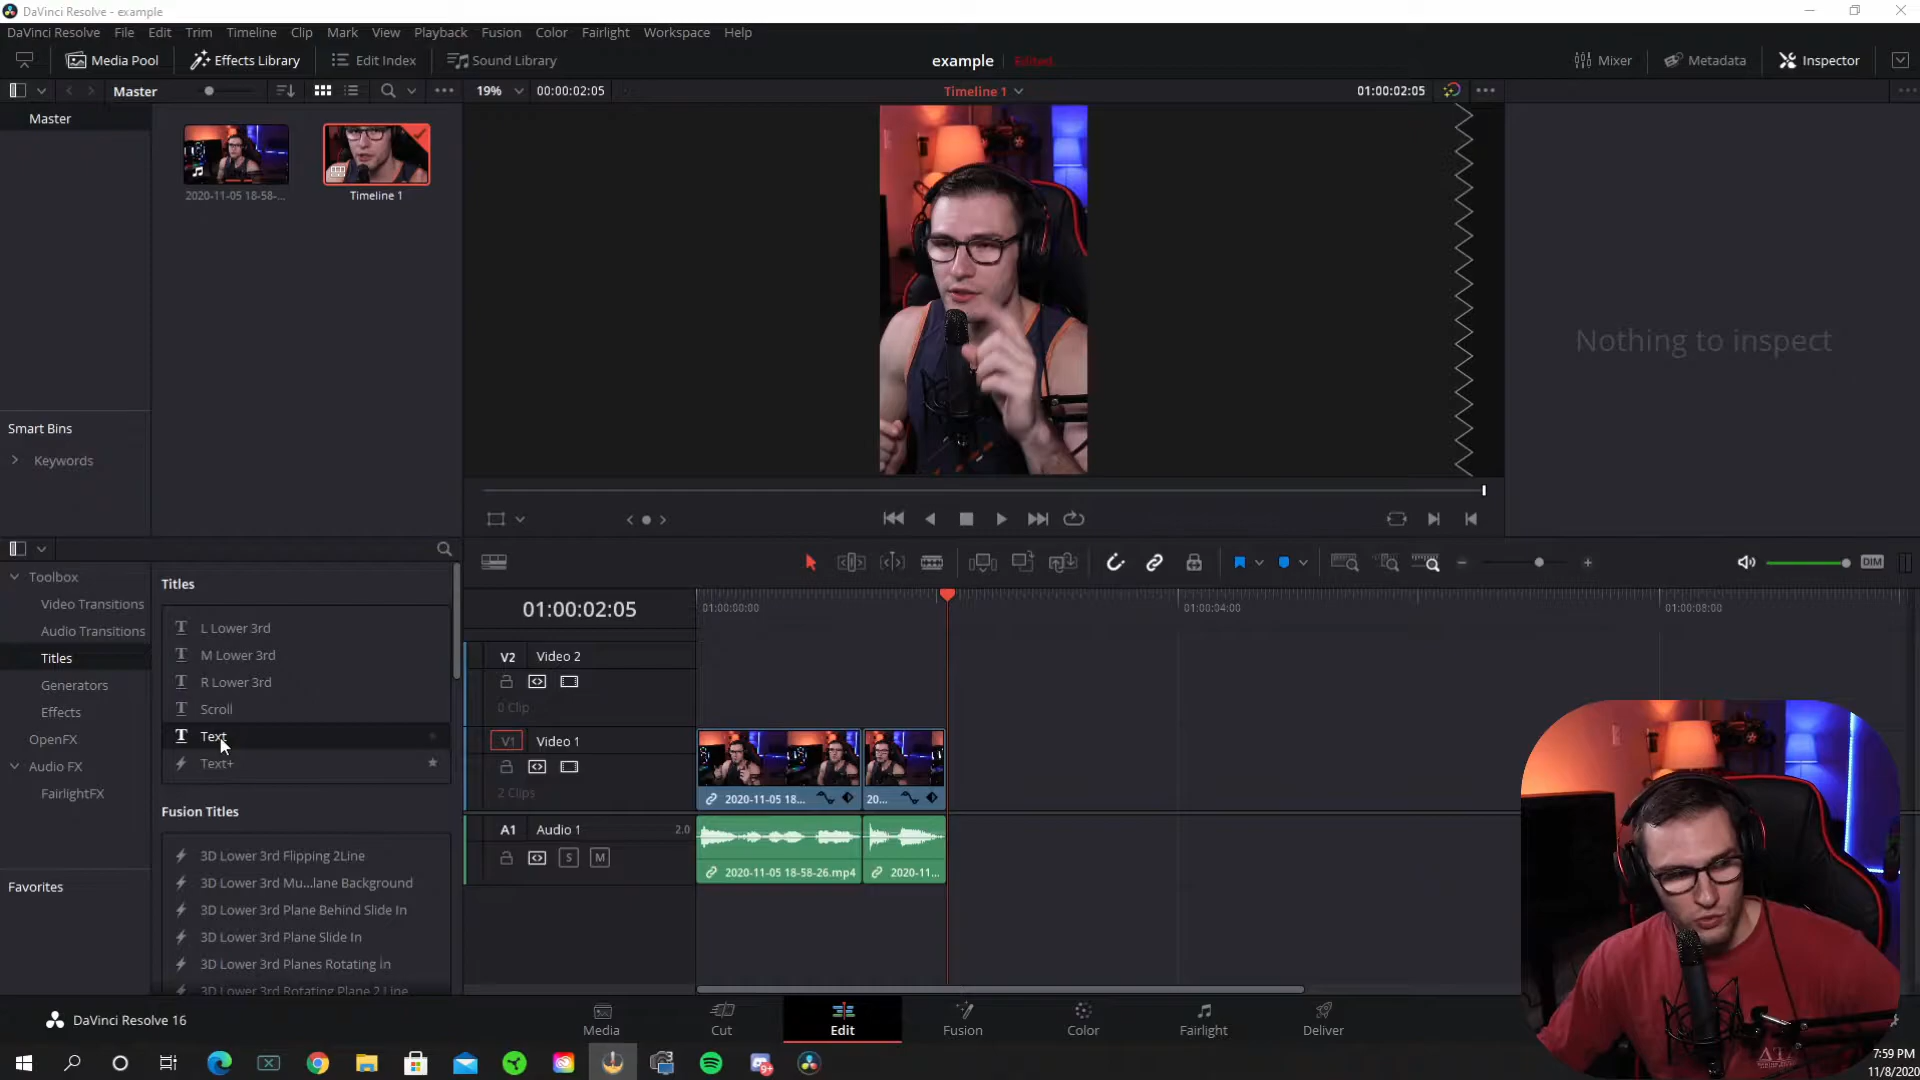 DaVinci Resolve - example
DaVinci Resolve File Edit Trim Timeline Clip Mark View Playback Fusion Color Fairlight Workspace Help
Media Pool Effects Library Edit Index Sound Library example Edited Mixer Metadata Inspector
Master 19% 00:00:02:05 Timeline 1 01:00:02:05
Master
2020-11-05 18-58-... Timeline 1
Nothing to inspect
Smart Bins
Keywords
Toolbox
Video Transitions
Audio Transitions
Titles
Generators
Effects
OpenFX
Audio FX
FairlightFX
Favorites
Titles
L Lower 3rd
M Lower 3rd
R Lower 3rd
Scroll
Text
Text+
Fusion Titles
3D Lower 3rd Flipping 2Line
3D Lower 3rd Mu...lane Background
3D Lower 3rd Plane Behind Slide In
3D Lower 3rd Plane Slide In
3D Lower 3rd Planes Rotating In
3D Lower 3rd Rotating Plane 2 Line
DIM
01:00:02:05 01:00:00:00 01:00:04:00 01:00:08:00
V2 Video 2
0 Clip
V1 Video 1
2 Clips
2020-11-05 18... 20...
A1 Audio 1 2.0
S M
2020-11-05 18-58-26.mp4 2020-11...
DaVinci Resolve 16
Media Cut Edit Fusion Color Fairlight Deliver
7:59 PM
11/8/2020